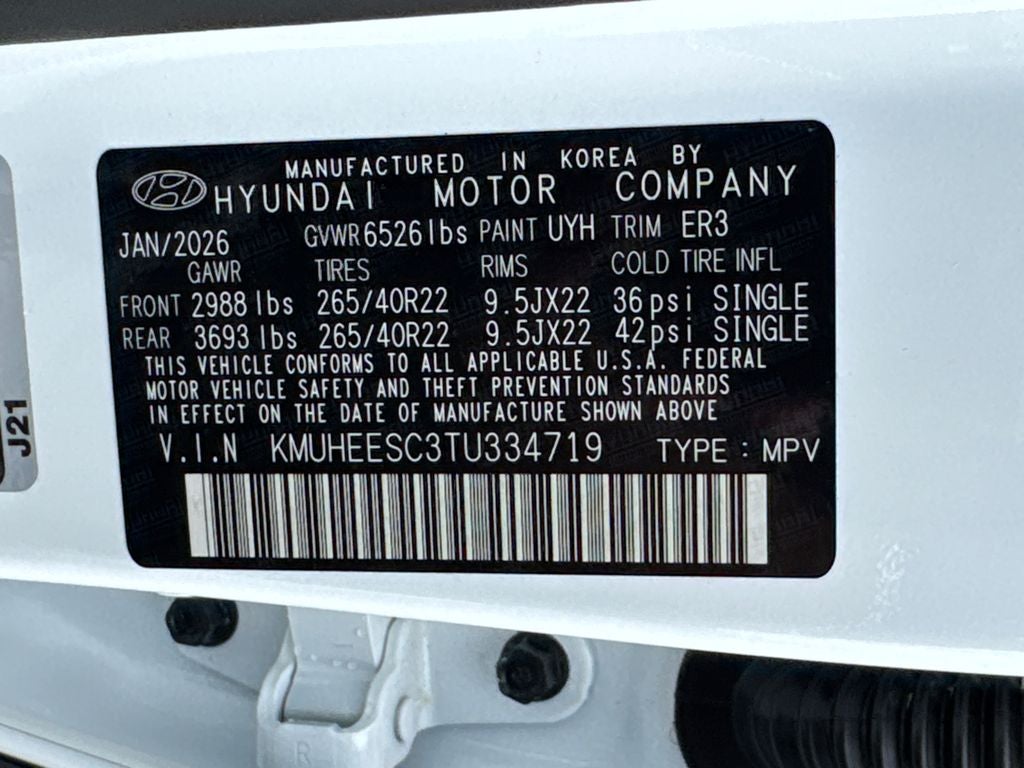 MANUFACTURED IN KOREA BY
HYUNDAI MOTOR COMPANY
JAN/2026 GVWR 6526 lbs PAINT UYH TRIM ER3
GAWR TIRES RIMS COLD TIRE INFL
FRONT 2988 lbs 265/40R22 9.5JX22 36psi SINGLE
REAR 3693 lbs 265/40R22 9.5JX22 42psi SINGLE
THIS VEHICLE CONFORMS TO ALL APPLICABLE U.S.A. FEDERAL
MOTOR VEHICLE SAFETY AND THEFT PREVENTION STANDARDS
IN EFFECT ON THE DATE OF MANUFACTURE SHOWN ABOVE
V.I.N KMUHEESC3TU334719 TYPE : MPV
J21
R